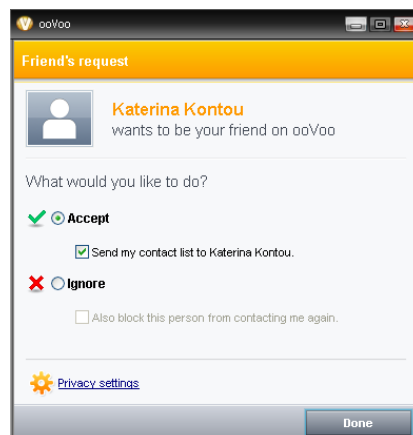 ooVoo
Friend's request
Katerina Kontou
wants to be your friend on ooVoo
What would you like to do?
Accept
Send my contact list to Katerina Kontou.
Ignore
Also block this person from contacting me again.
Privacy settings
Done